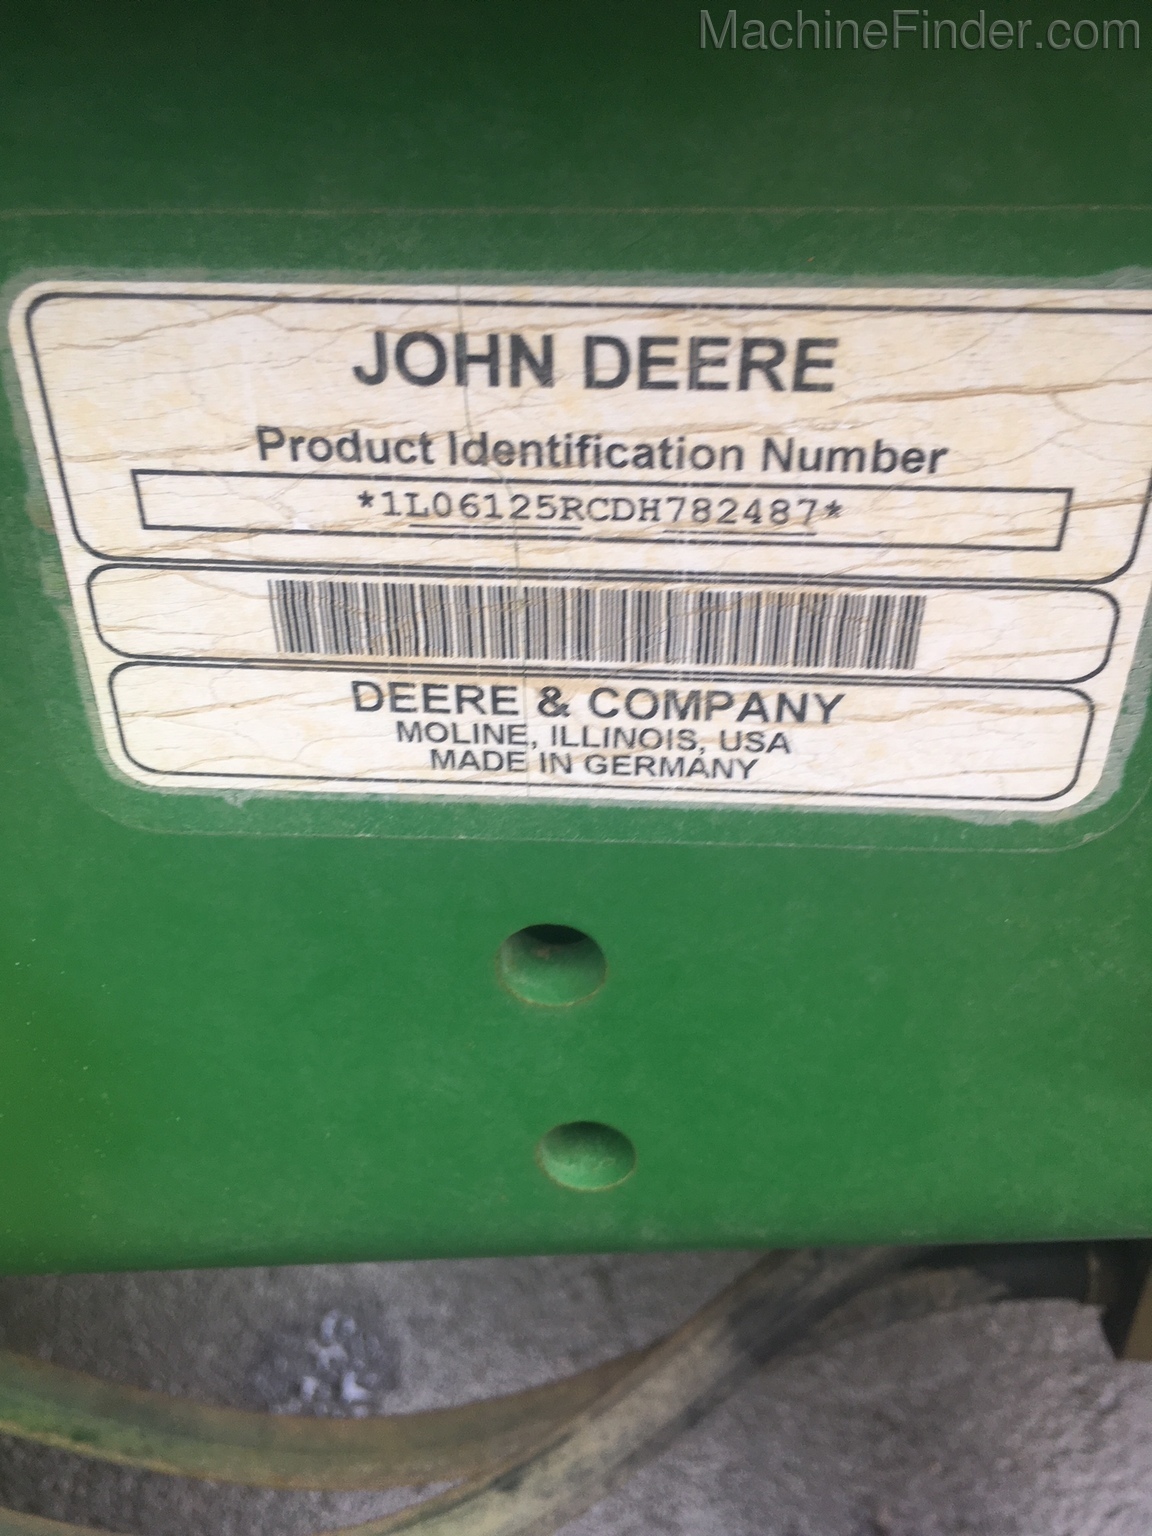 MachineFinder.com
JOHN DEERE
Product Identification Number
*1L06125RCDH782487*
DEERE & COMPANY
MOLINE, ILLINOIS, USA
MADE IN GERMANY